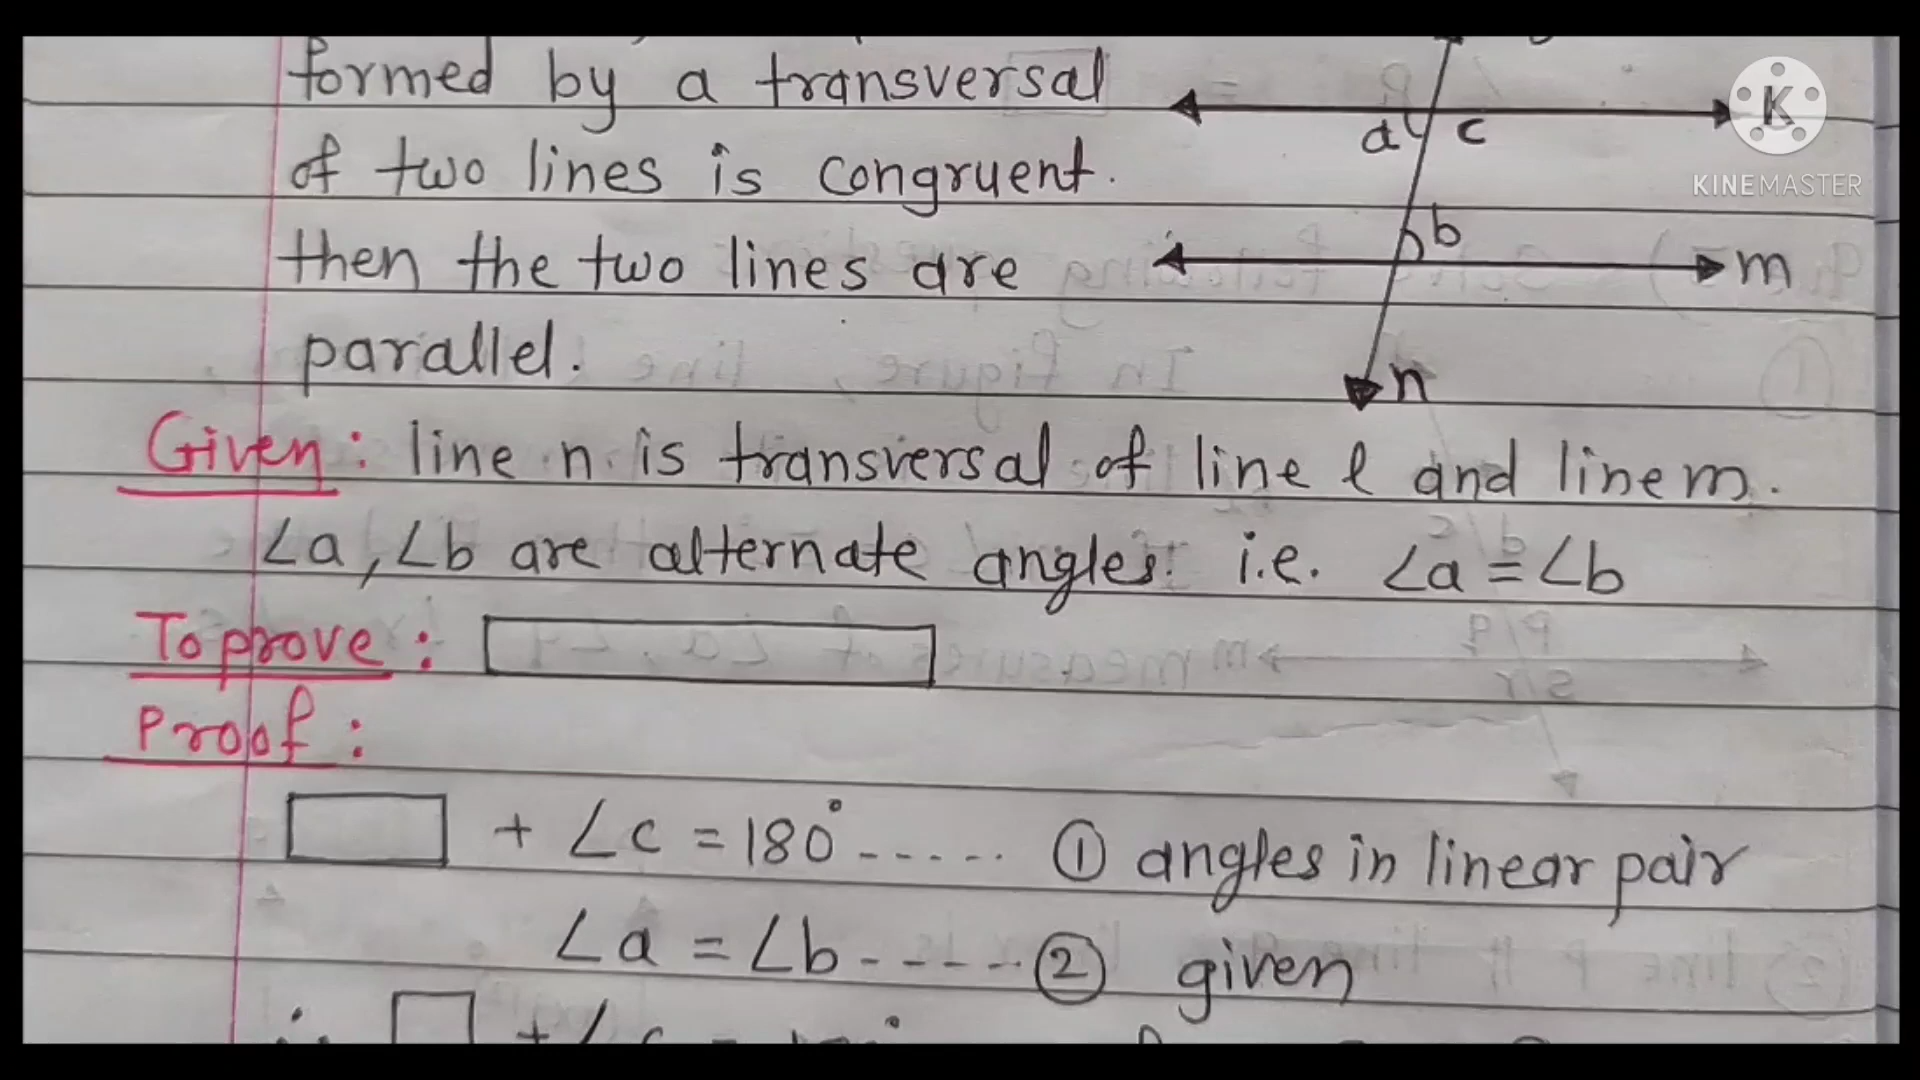 formed by a transversal
of two lines is congruent.
then the two lines are
parallel.
a c
b
m
n
K
KINEMASTER
Given: line n is transversal of line l and line m.
∠a, ∠b are alternate angles. i.e. ∠a = ∠b
To prove:
Proof:
+ ∠c = 180° ..... ① angles in linear pair
∠a = ∠b ----- ② given
+ ∠c =